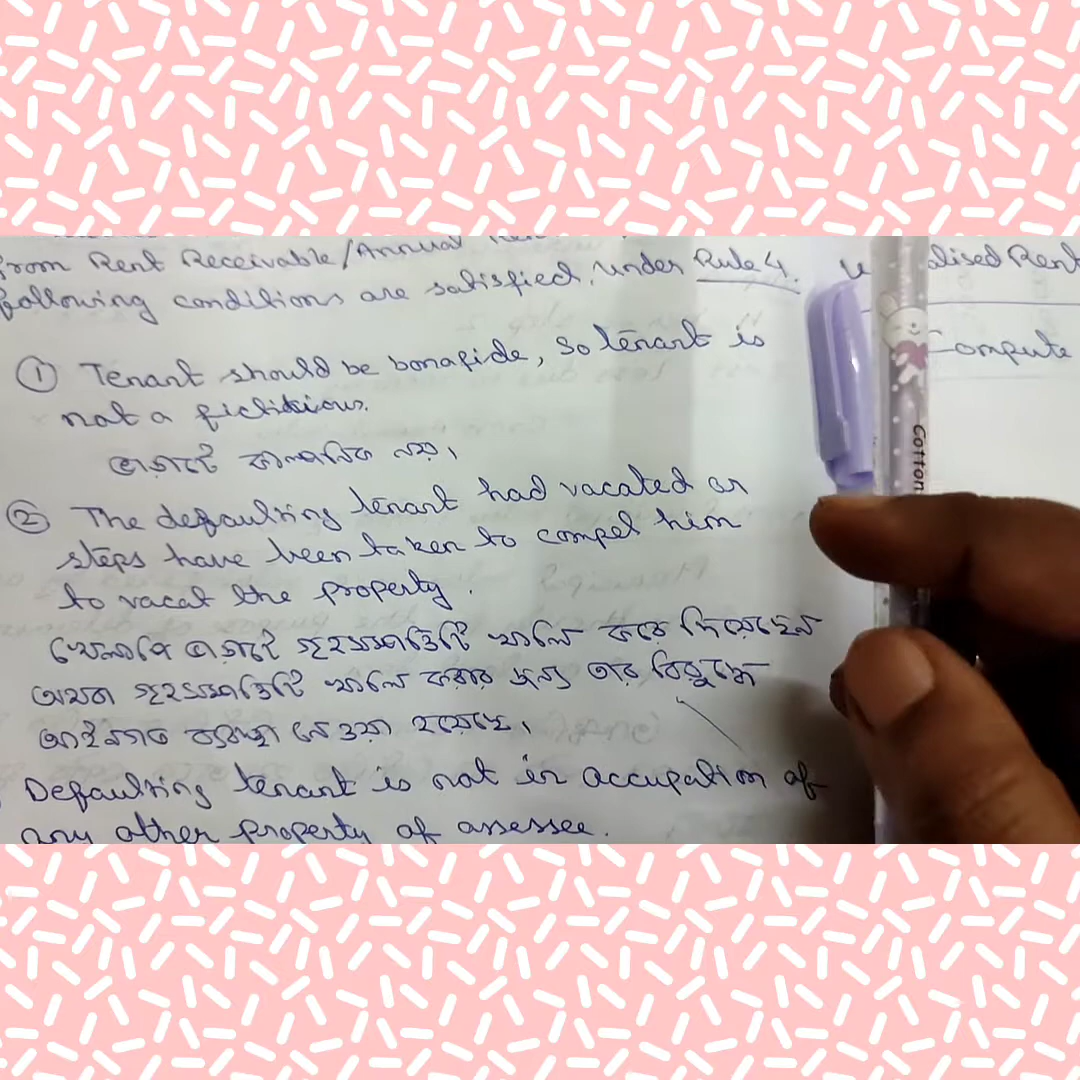 from Rent Receivable/Annual
following conditions are satisfied. under Rule 4.
alised Rent
Compute
① Tenant should be bonafide, So tenant is
not a fictitious.
ভাড়াটে কাল্পনিক নয়।
② The defaulting tenant had vacated or
steps have been taken to compel him
to vacat the property.
খেলাপি ভাড়াটে গৃহসম্পত্তিটি খালি করে দিয়েছেন
অথবা গৃহসম্পত্তিটি খালি করার জন্য তার বিরুদ্ধে
আইনগত ব্যবস্থা নেওয়া হয়েছে।
Defaulting tenant is not in accupation of
any other property of assessee.
Cotton